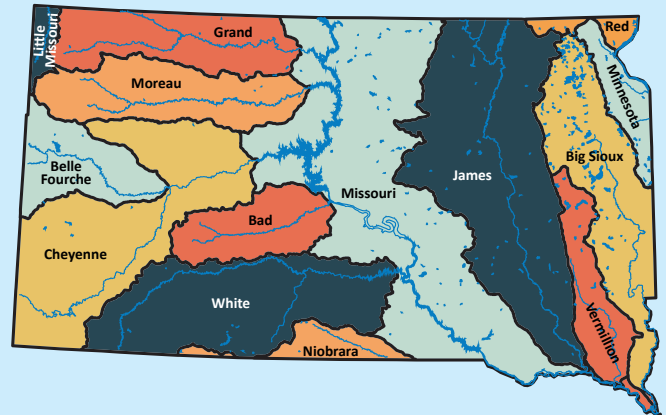 Little
Missouri
Grand
Red
Moreau
Minnesota
Belle
Fourche
Big Sioux
James
Missouri
Bad
Cheyenne
White
Vermillion
Niobrara